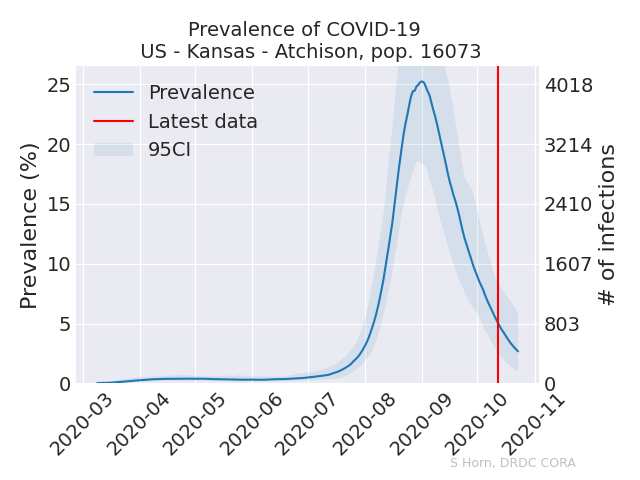 Prevalence of COVID-19
US - Kansas - Atchison, pop. 16073
Prevalence
Latest data
95CI
Prevalence (%)
25
20
15
10
5
0
4018
3214
2410
1607
803
0
# of infections
2020-03
2020-04
2020-05
2020-06
2020-07
2020-08
2020-09
2020-10
2020-11
S Horn, DRDC CORA